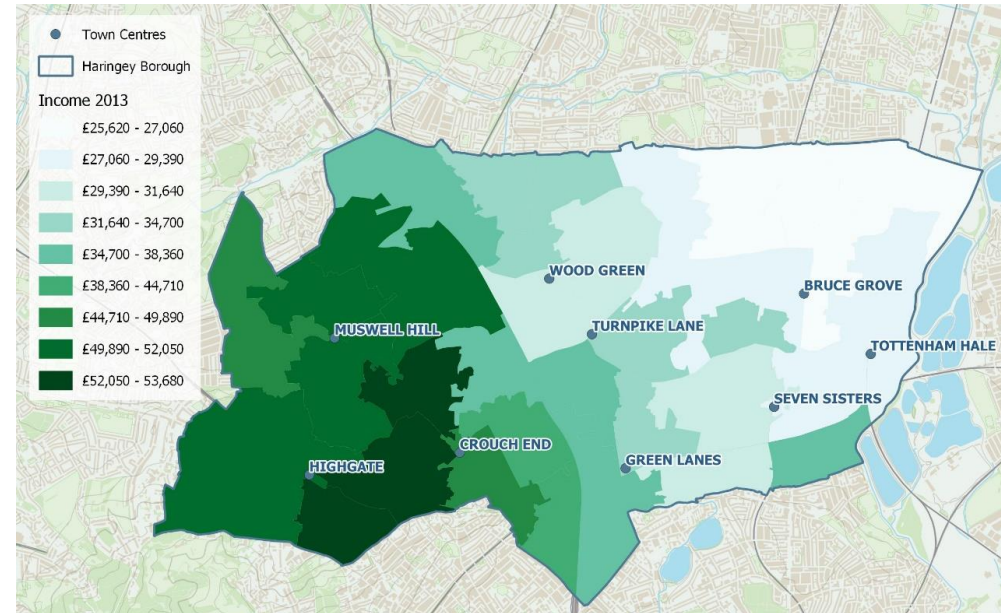 Town Centres
Haringey Borough
Income 2013
£25,620 - 27,060
£27,060 - 29,390
£29,390 - 31,640
£31,640 - 34,700
£34,700 - 38,360
£38,360 - 44,710
£44,710 - 49,890
£49,890 - 52,050
£52,050 - 53,680
WOOD GREEN
BRUCE GROVE
MUSWELL HILL
TURNPIKE LANE
TOTTENHAM HALE
SEVEN SISTERS
CROUCH END
HIGHGATE
GREEN LANES